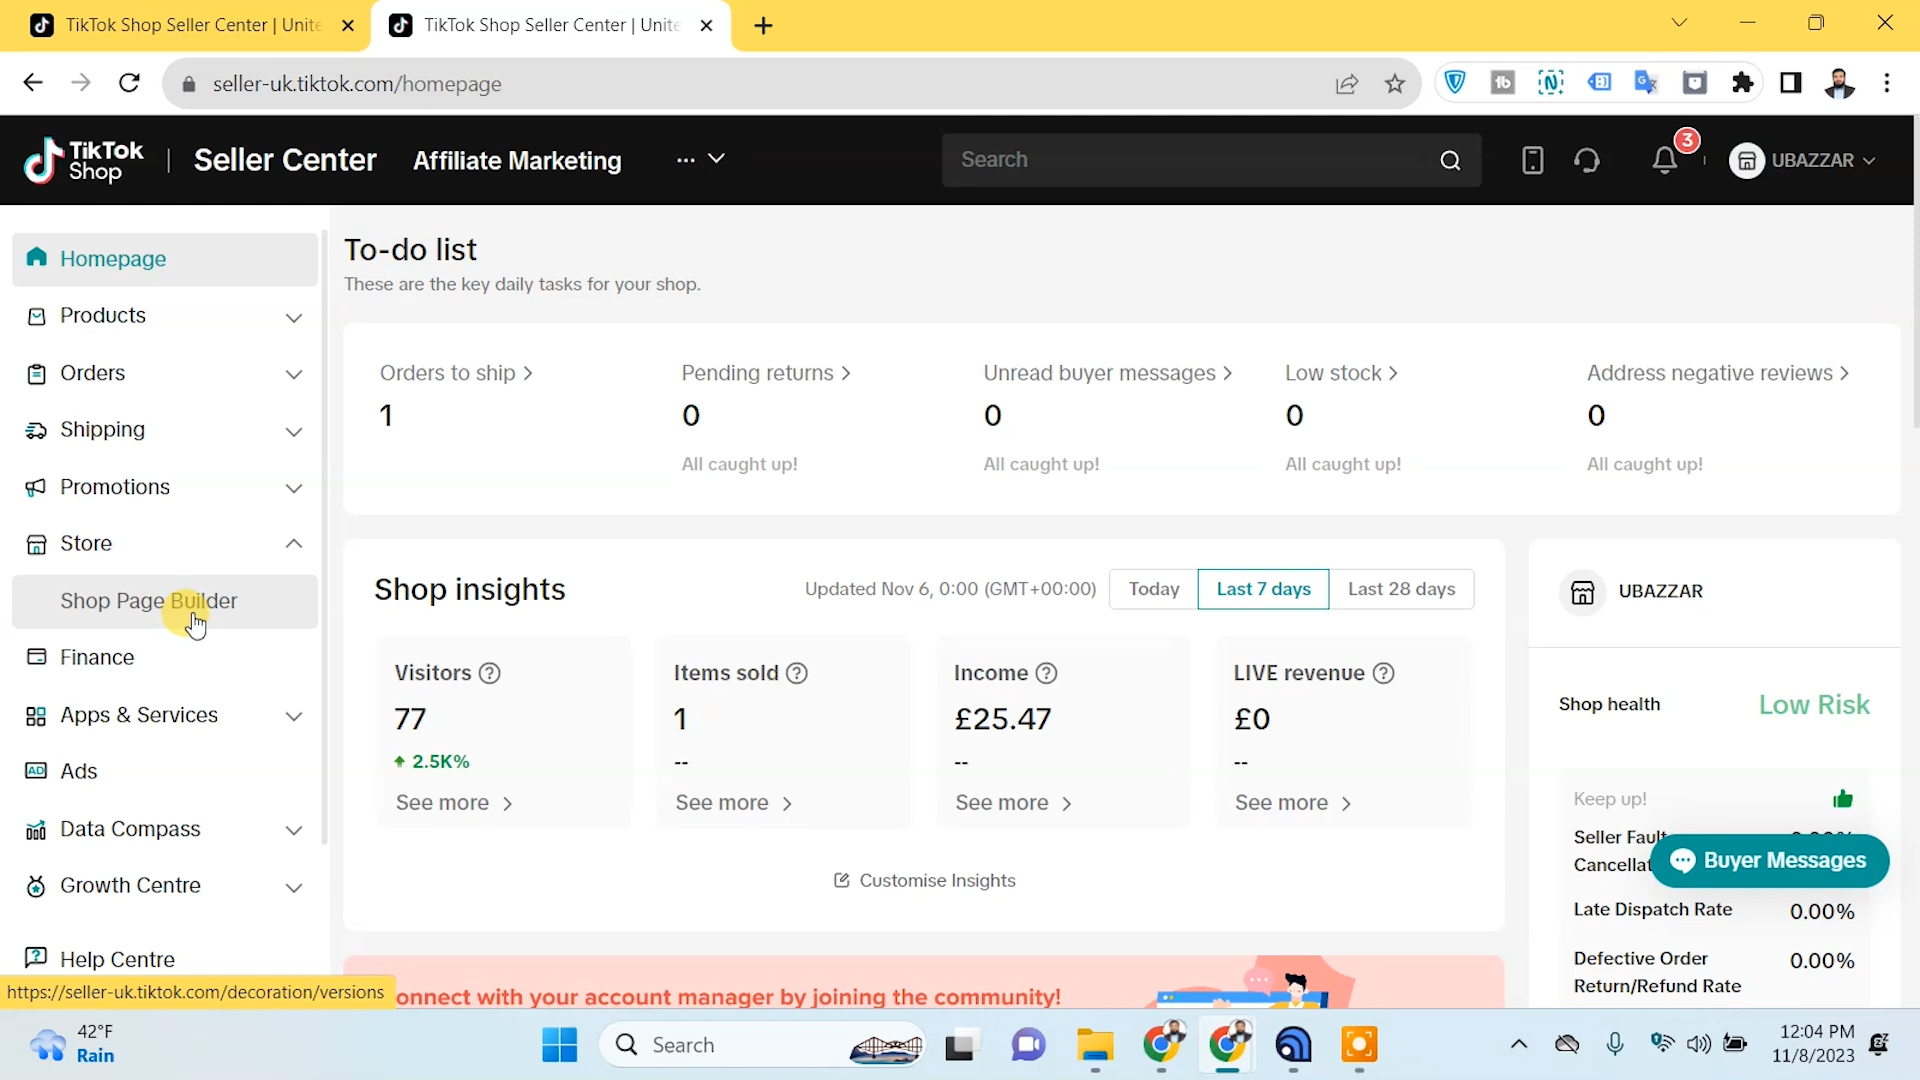 TikTok Shop Seller Center | Unite
TikTok Shop Seller Center | Unite
seller-uk.tiktok.com/homepage
TikTok Shop | Seller Center
Affiliate Marketing
Search
3
UBAZZAR
Homepage
Products
Orders
Shipping
Promotions
Store
Shop Page Builder
Finance
Apps & Services
Ads
Data Compass
Growth Centre
Help Centre
https://seller-uk.tiktok.com/decoration/versions
To-do list
These are the key daily tasks for your shop.
Orders to ship >
1
Pending returns >
0
All caught up!
Unread buyer messages >
0
All caught up!
Low stock >
0
All caught up!
Address negative reviews >
0
All caught up!
Shop insights
Updated Nov 6, 0:00 (GMT+00:00)
Today
Last 7 days
Last 28 days
Visitors
77
2.5K%
See more >
Items sold
1
--
See more >
Income
£25.47
--
See more >
LIVE revenue
£0
--
See more >
Customise Insights
onnect with your account manager by joining the community!
UBAZZAR
Shop health
Low Risk
Keep up!
Seller Fault
Cancellat
Buyer Messages
Late Dispatch Rate
0.00%
Defective Order
Return/Refund Rate
0.00%
42°F
Rain
Search
12:04 PM
11/8/2023